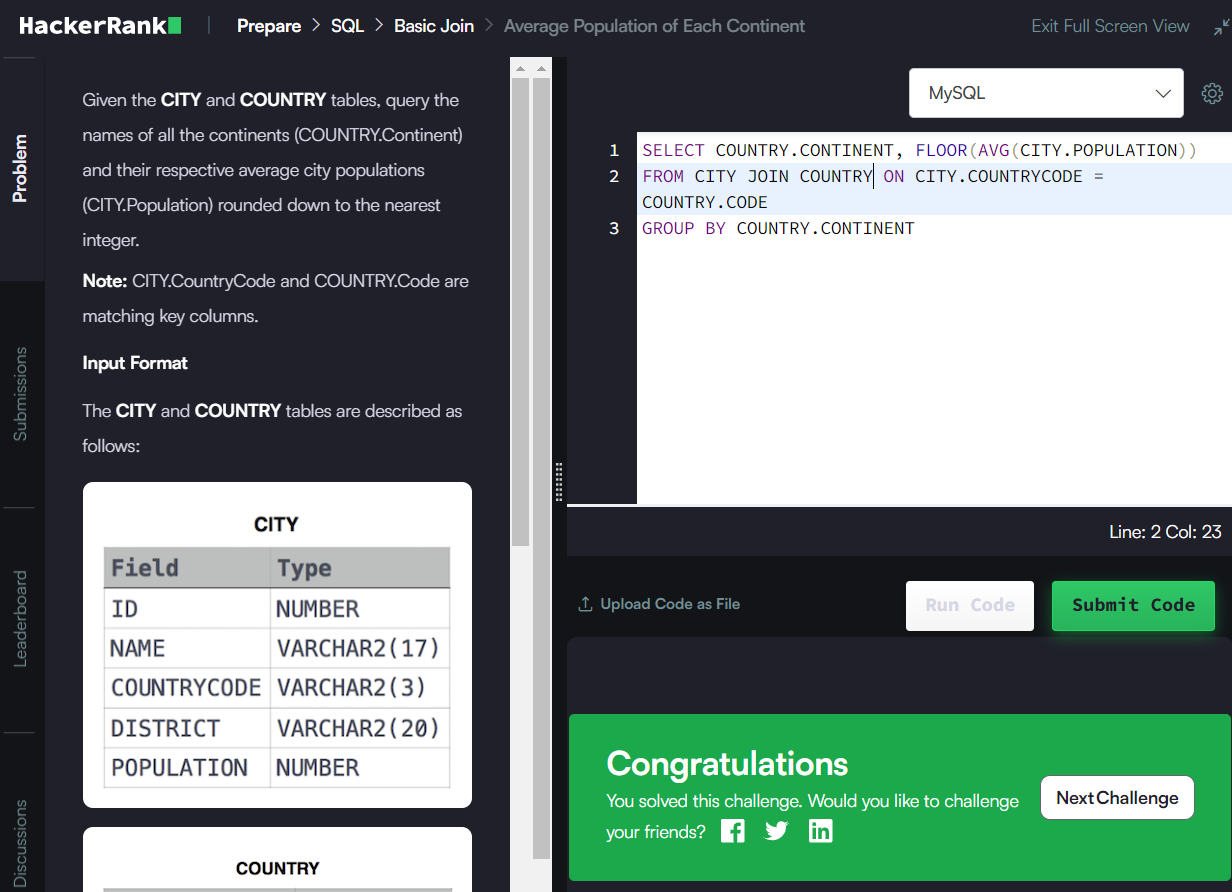 HackerRank
Prepare > SQL > Basic Join > Average Population of Each Continent
Exit Full Screen View
Problem
Submissions
Leaderboard
Discussions
Given the CITY and COUNTRY tables, query the
names of all the continents (COUNTRY.Continent)
and their respective average city populations
(CITY.Population) rounded down to the nearest
integer.
Note: CITY.CountryCode and COUNTRY.Code are
matching key columns.
Input Format
The CITY and COUNTRY tables are described as
follows:
CITY
Field Type
ID NUMBER
NAME VARCHAR2(17)
COUNTRYCODE VARCHAR2(3)
DISTRICT VARCHAR2(20)
POPULATION NUMBER
COUNTRY
MySQL
1 SELECT COUNTRY.CONTINENT, FLOOR(AVG(CITY.POPULATION))
2 FROM CITY JOIN COUNTRY ON CITY.COUNTRYCODE =
COUNTRY.CODE
3 GROUP BY COUNTRY.CONTINENT
Line: 2 Col: 23
Upload Code as File
Run Code
Submit Code
Congratulations
You solved this challenge. Would you like to challenge
your friends?
Next Challenge